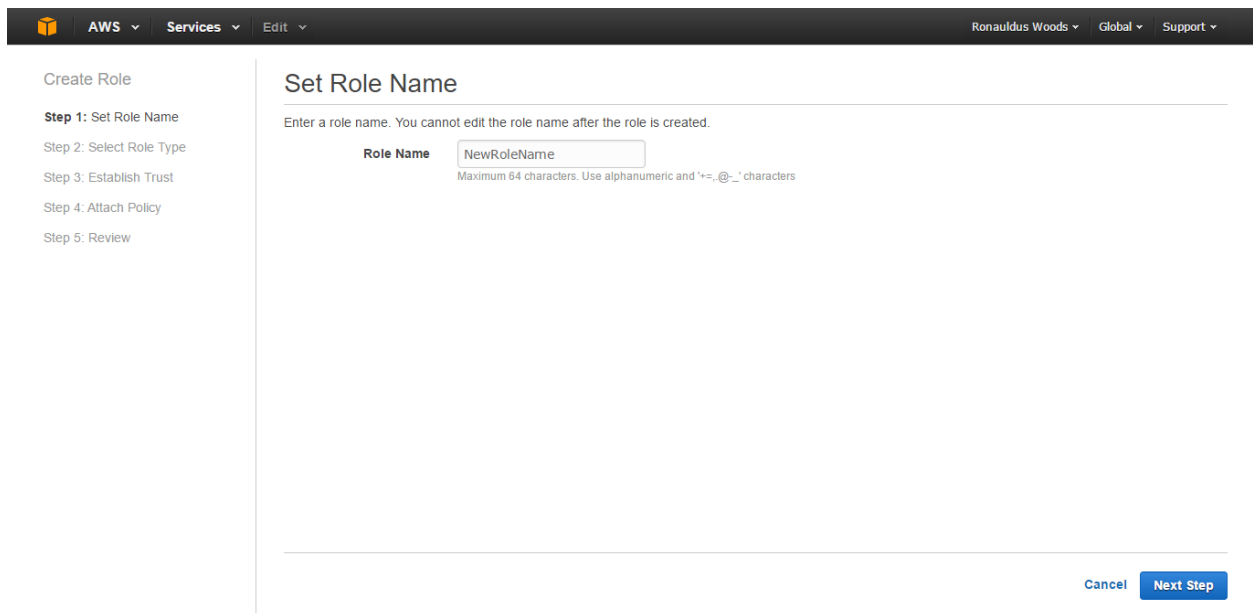 AWS Services Edit Ronauldus Woods Global Support
Create Role
Step 1: Set Role Name
Step 2: Select Role Type
Step 3: Establish Trust
Step 4: Attach Policy
Step 5: Review
Set Role Name
Enter a role name. You cannot edit the role name after the role is created.
Role Name NewRoleName
Maximum 64 characters. Use alphanumeric and '+=,.@-_' characters
Cancel Next Step